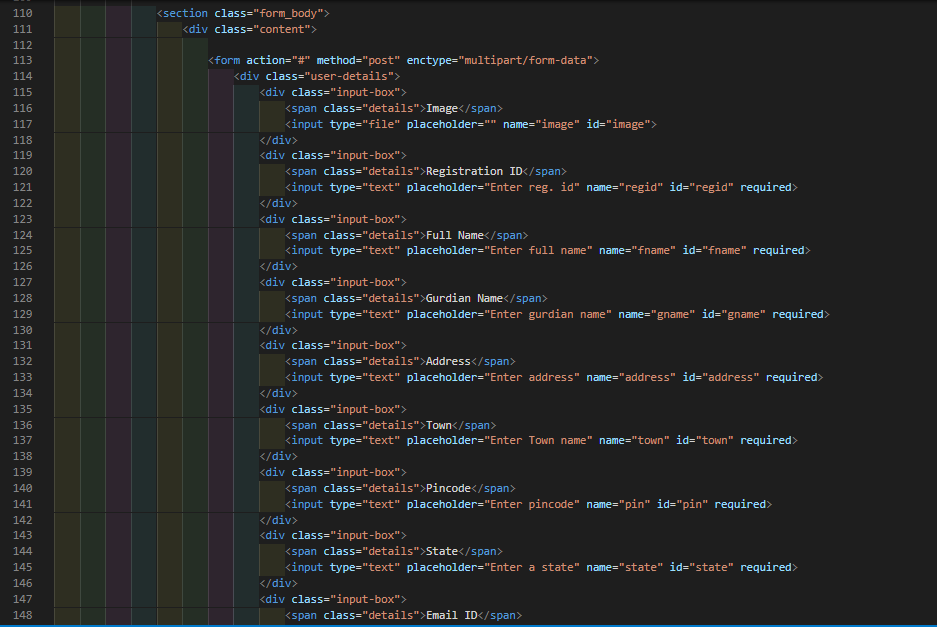 110 <section class="form_body">
111 <div class="content">
112
113 <form action="#" method="post" enctype="multipart/form-data">
114 <div class="user-details">
115 <div class="input-box">
116 <span class="details">Image</span>
117 <input type="file" placeholder="" name="image" id="image">
118 </div>
119 <div class="input-box">
120 <span class="details">Registration ID</span>
121 <input type="text" placeholder="Enter reg. id" name="regid" id="regid" required>
122 </div>
123 <div class="input-box">
124 <span class="details">Full Name</span>
125 <input type="text" placeholder="Enter full name" name="fname" id="fname" required>
126 </div>
127 <div class="input-box">
128 <span class="details">Gurdian Name</span>
129 <input type="text" placeholder="Enter gurdian name" name="gname" id="gname" required>
130 </div>
131 <div class="input-box">
132 <span class="details">Address</span>
133 <input type="text" placeholder="Enter address" name="address" id="address" required>
134 </div>
135 <div class="input-box">
136 <span class="details">Town</span>
137 <input type="text" placeholder="Enter Town name" name="town" id="town" required>
138 </div>
139 <div class="input-box">
140 <span class="details">Pincode</span>
141 <input type="text" placeholder="Enter pincode" name="pin" id="pin" required>
142 </div>
143 <div class="input-box">
144 <span class="details">State</span>
145 <input type="text" placeholder="Enter a state" name="state" id="state" required>
146 </div>
147 <div class="input-box">
148 <span class="details">Email ID</span>